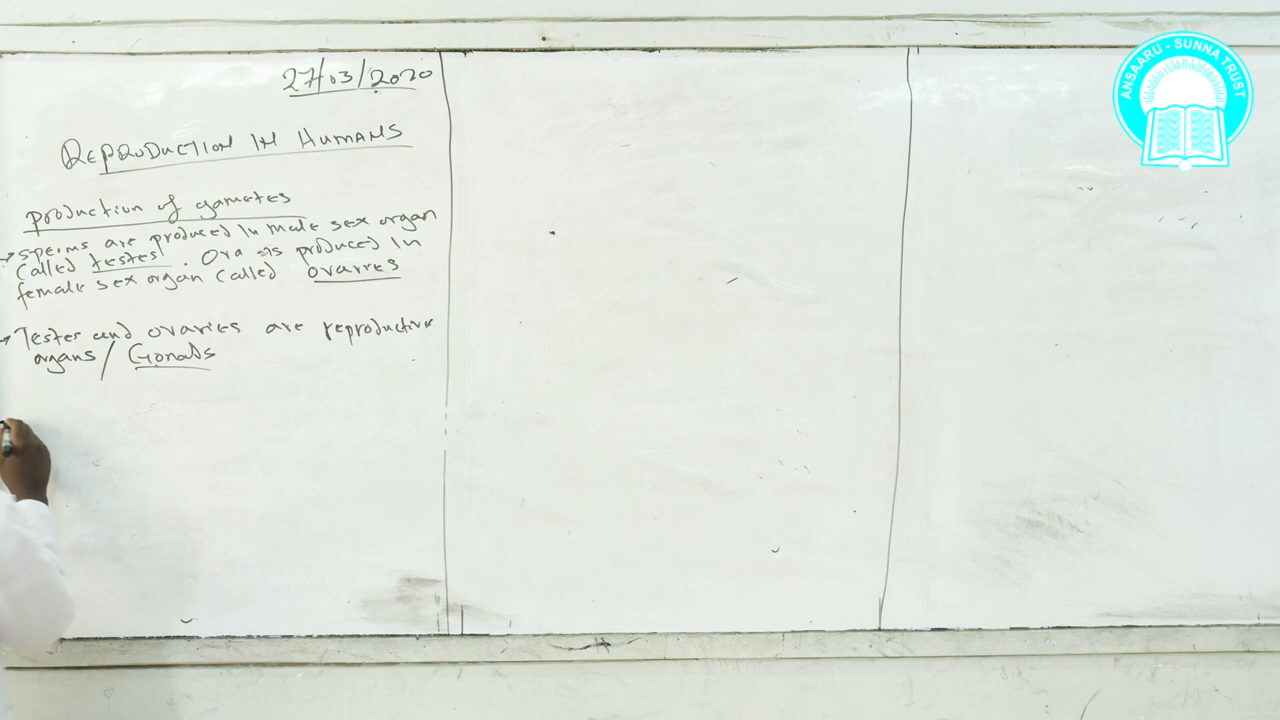 27/03/2020
REPRODUCTION IN HUMANS
production of gametes
→ sperms are produced in male sex organ
called testes. Ova is produced in
female sex organ called ovaries
→ Testes and ovaries are reproductive
organs / Gonads
ANSAARU - SUNNA TRUST